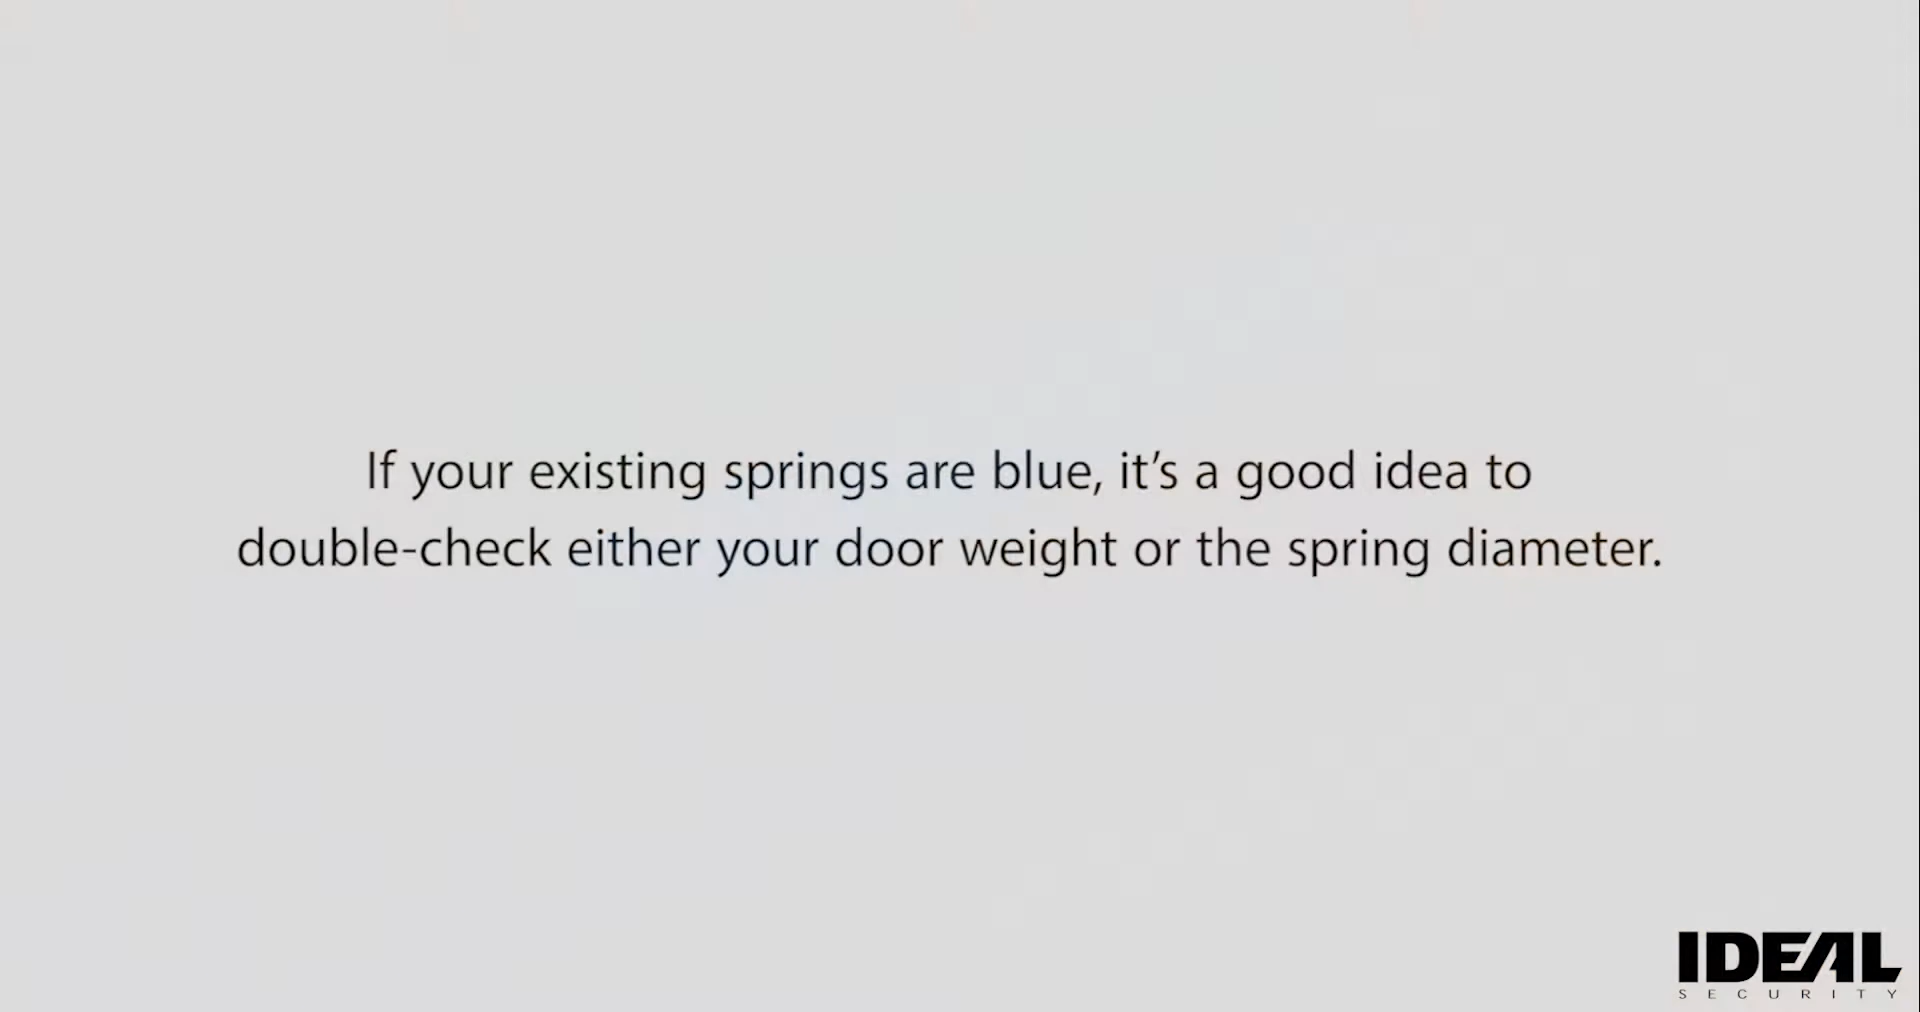 If your existing springs are blue, it’s a good idea to
double-check either your door weight or the spring diameter.
IDEAL
SECURITY